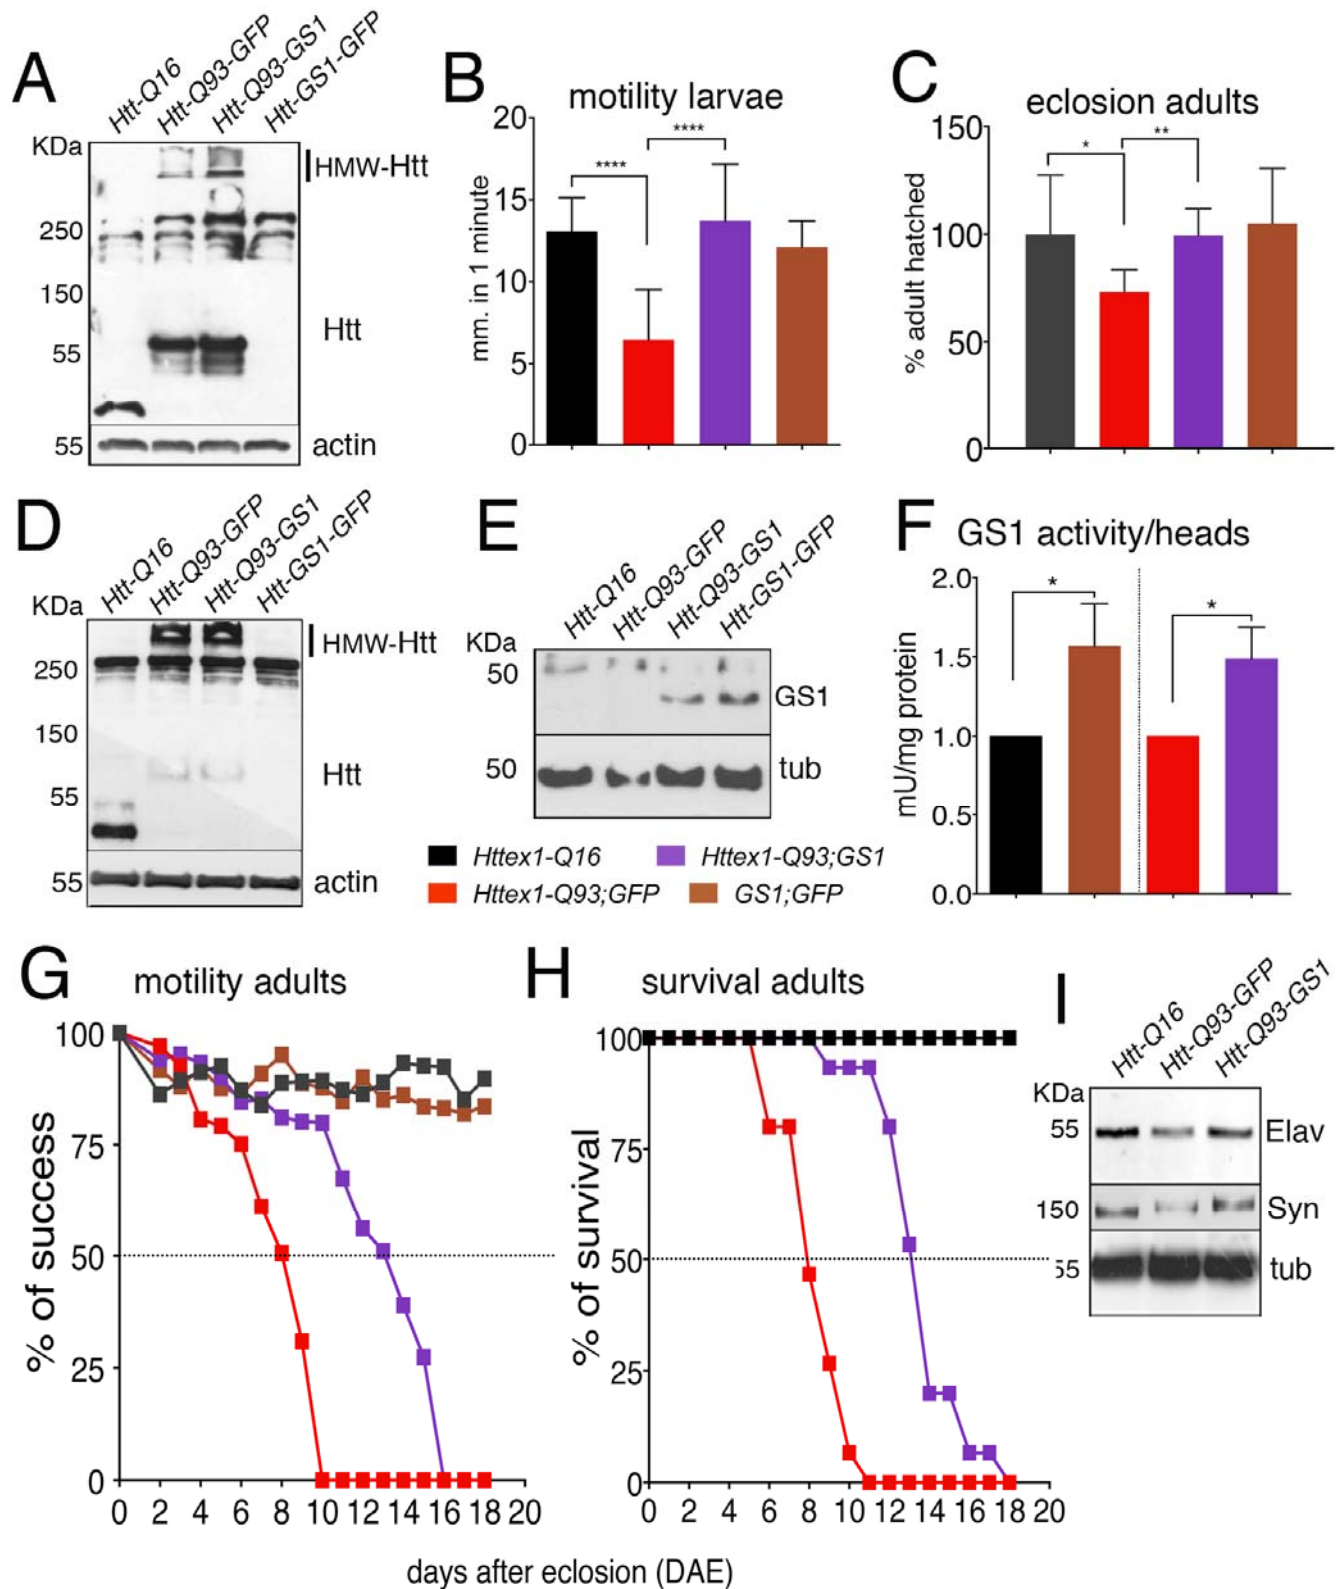 A
Htt-Q16
Htt-Q93-GFP
Htt-Q93-GS1
Htt-GS1-GFP
KDa
HMW-Htt
250
150
Htt
55
55
actin
B
motility larvae
20
15
10
5
0
mm. in 1 minute
****
****
C
eclosion adults
150
100
50
0
% adult hatched
*
**
D
Htt-Q16
Htt-Q93-GFP
Htt-Q93-GS1
Htt-GS1-GFP
KDa
HMW-Htt
250
150
Htt
55
55
actin
E
Htt-Q16
Htt-Q93-GFP
Htt-Q93-GS1
Htt-GS1-GFP
KDa
50
GS1
50
tub
F
GS1 activity/heads
2.0
1.5
1.0
0.5
0.0
mU/mg protein
*
*
Httex1-Q16
Httex1-Q93;GS1
Httex1-Q93;GFP
GS1;GFP
G
motility adults
100
75
50
25
0
% of success
0 2 4 6 8 10 12 14 16 18 20
H
survival adults
100
75
50
25
0
% of survival
0 2 4 6 8 10 12 14 16 18 20
days after eclosion (DAE)
I
Htt-Q16
Htt-Q93-GFP
Htt-Q93-GS1
KDa
55
Elav
150
Syn
55
tub